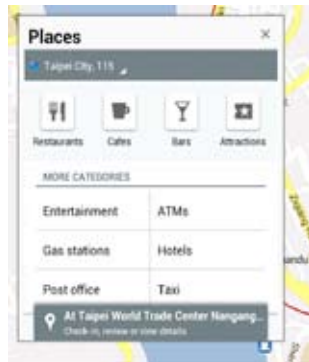 Places
Taipei City, 115
Restaurants Cafes Bars Attractions
MORE CATEGORIES
Entertainment ATMs
Gas stations Hotels
Post office Taxi
At Taipei World Trade Center Nangang...
Check-in, review or view details